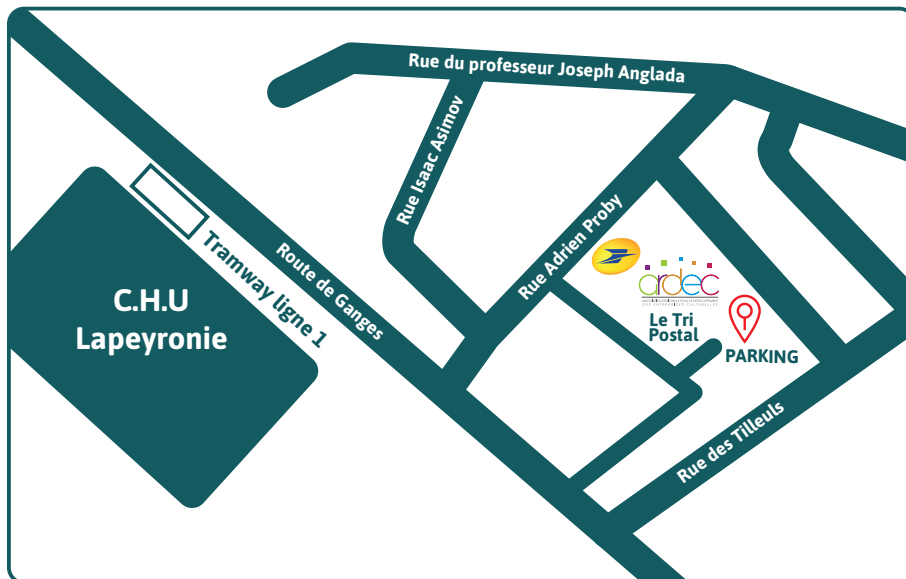 Rue du professeur Joseph Anglada
Rue Isaac Asimov
Rue Adrien Proby
Route de Ganges
Tramway ligne 1
C.H.U
Lapeyronie
ardec
Le Tri
Postal
PARKING
Rue des Tilleuls